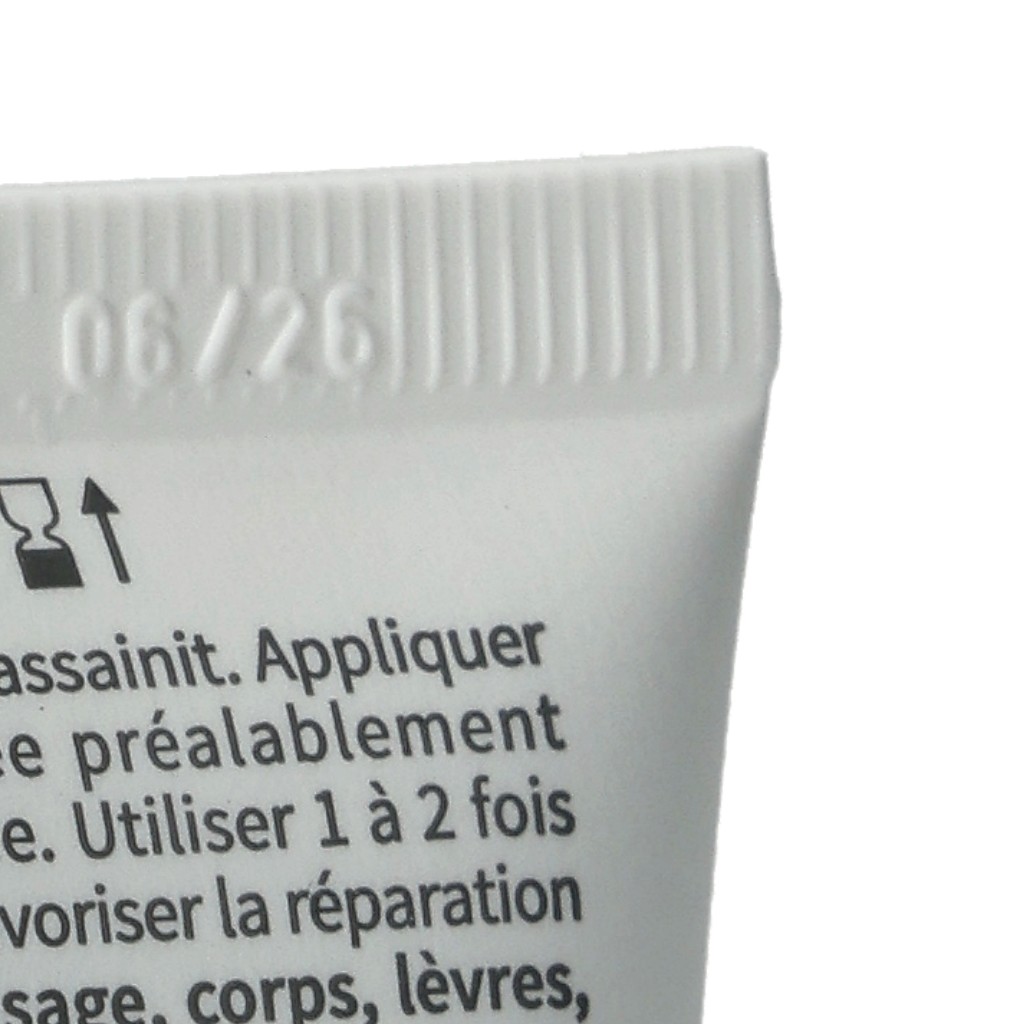 06/26
assainit. Appliquer
préalablement
e. Utiliser 1 à 2 fois
voriser la réparation
sage, corps, lèvres,